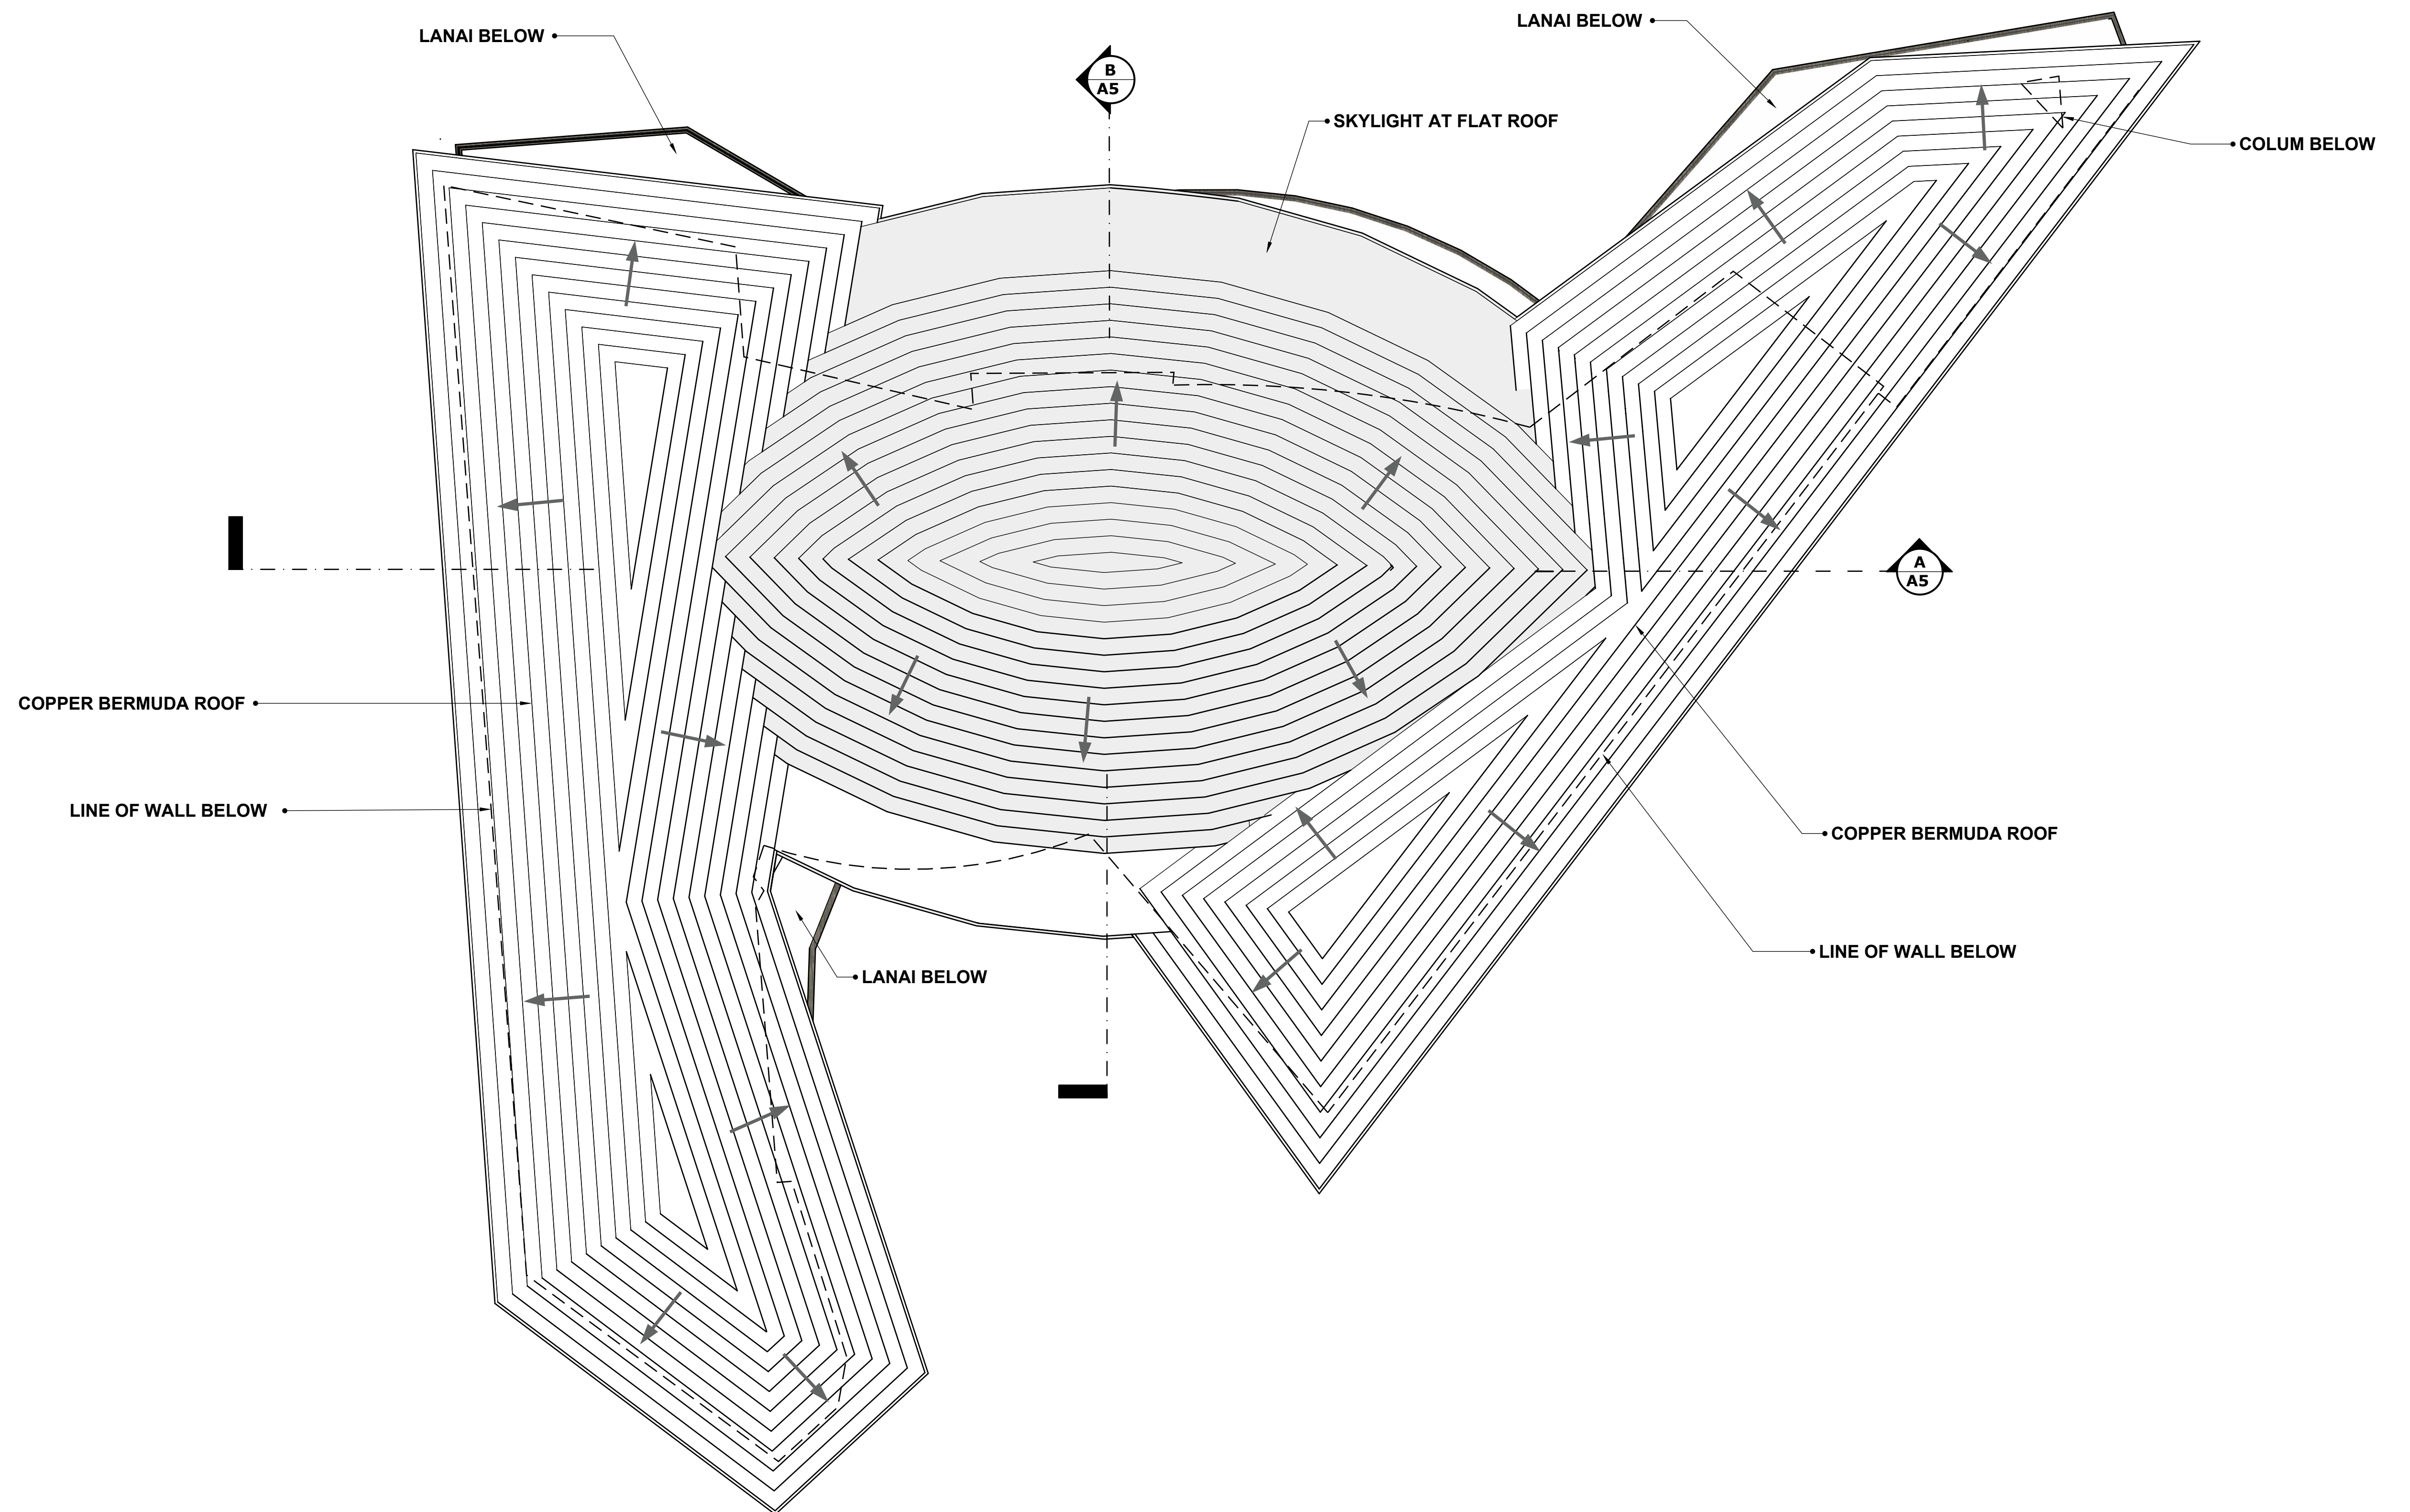 LANAI BELOW
LANAI BELOW
B
A5
SKYLIGHT AT FLAT ROOF
COLUM BELOW
A
A5
COPPER BERMUDA ROOF
LINE OF WALL BELOW
COPPER BERMUDA ROOF
LINE OF WALL BELOW
LANAI BELOW